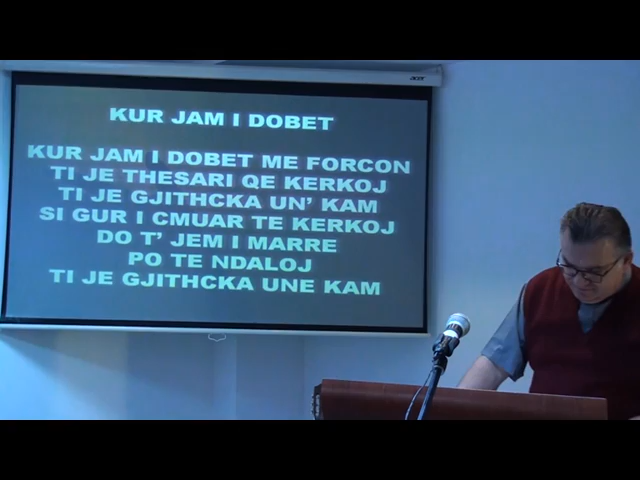 acer
KUR JAM I DOBET
KUR JAM I DOBET ME FORCON
TI JE THESARI QE KERKOJ
TI JE GJITHCKA UN' KAM
SI GUR I CMUAR TE KERKOJ
DO T' JEM I MARRE
PO TE NDALOJ
TI JE GJITHCKA UNE KAM